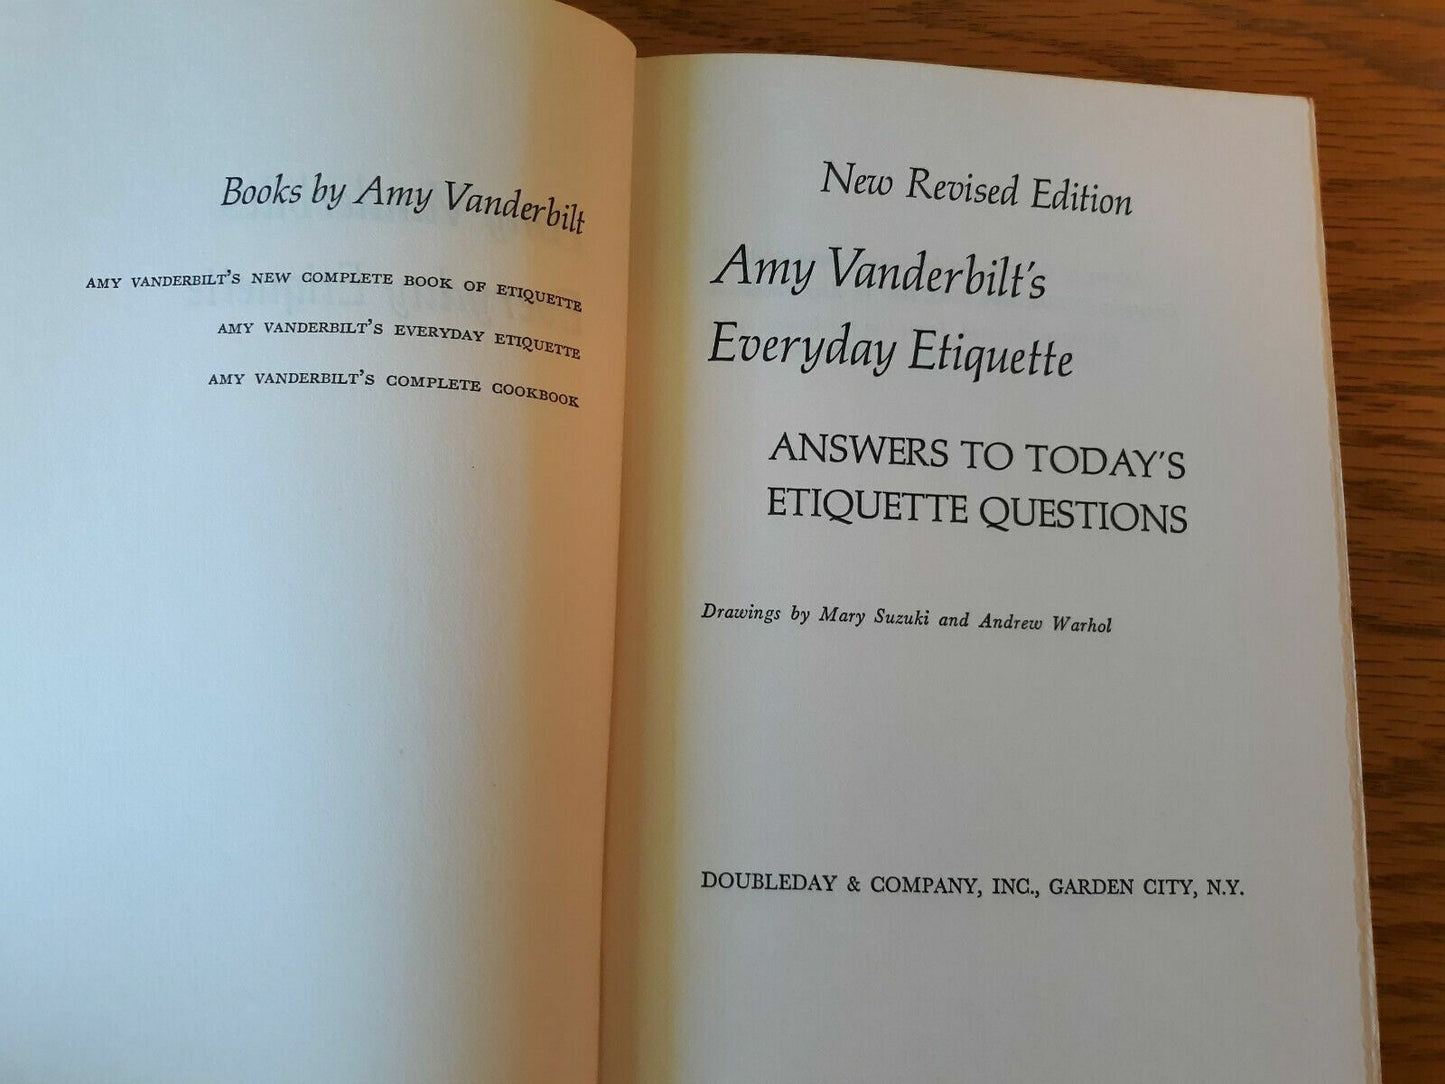 Books by Amy Vanderbilt
AMY VANDERBILT'S NEW COMPLETE BOOK OF ETIQUETTE
AMY VANDERBILT'S EVERYDAY ETIQUETTE
AMY VANDERBILT'S COMPLETE COOKBOOK
New Revised Edition
Amy Vanderbilt's
Everyday Etiquette
ANSWERS TO TODAY'S
ETIQUETTE QUESTIONS
Drawings by Mary Suzuki and Andrew Warhol
DOUBLEDAY & COMPANY, INC., GARDEN CITY, N.Y.